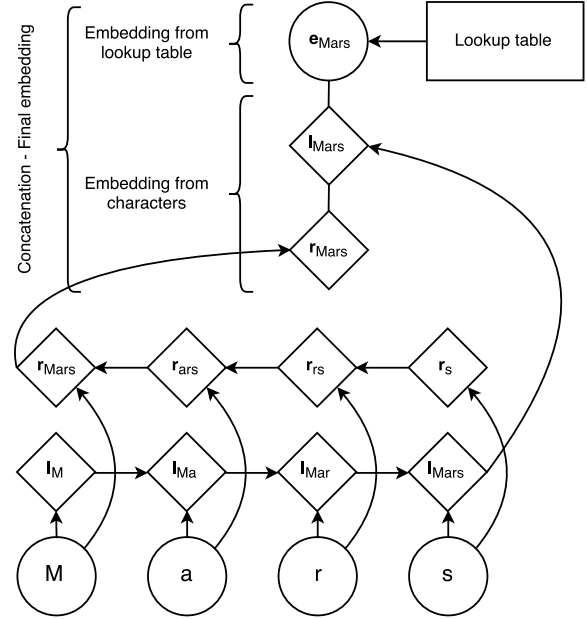 Concatenation - Final embedding
Embedding from
lookup table
eMars
Lookup table
lMars
Embedding from
characters
rMars
rMars
rars
rrs
rs
lM
lMa
lMar
lMars
M
a
r
s